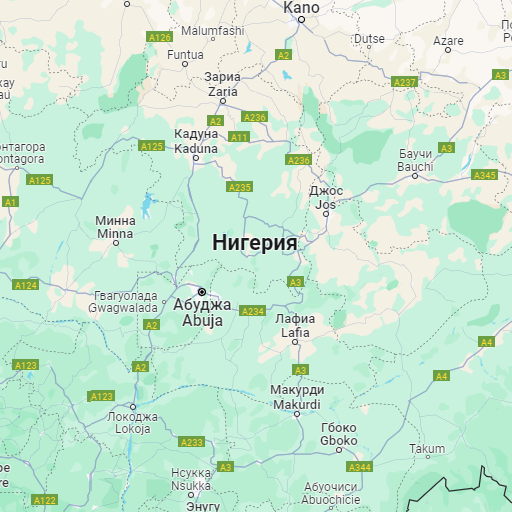 Kano
A126
Malumfashi
Dutse
Azare
Funtua
A2
Зариа
Zaria
A237
A3
A2
A236
Кадуна
Kaduna
A11
A125
A236
A3
Баучи
Bauchi
A345
A125
A235
Джос
Jos
A1
Минна
Minna
Нигерия
A124
A3
Гвагуолада
Gwagwalada
Абуджа
Abuja
A234
A2
Лафиа
Lafia
A4
A123
A2
A3
A4
A123
Макурди
Makurdi
Локоджа
Lokoja
Гбоко
Gboko
A233
Takum
A3
A344
Нсукка
Nsukka
Абуочиси
Abuochicie
A122
Энугу